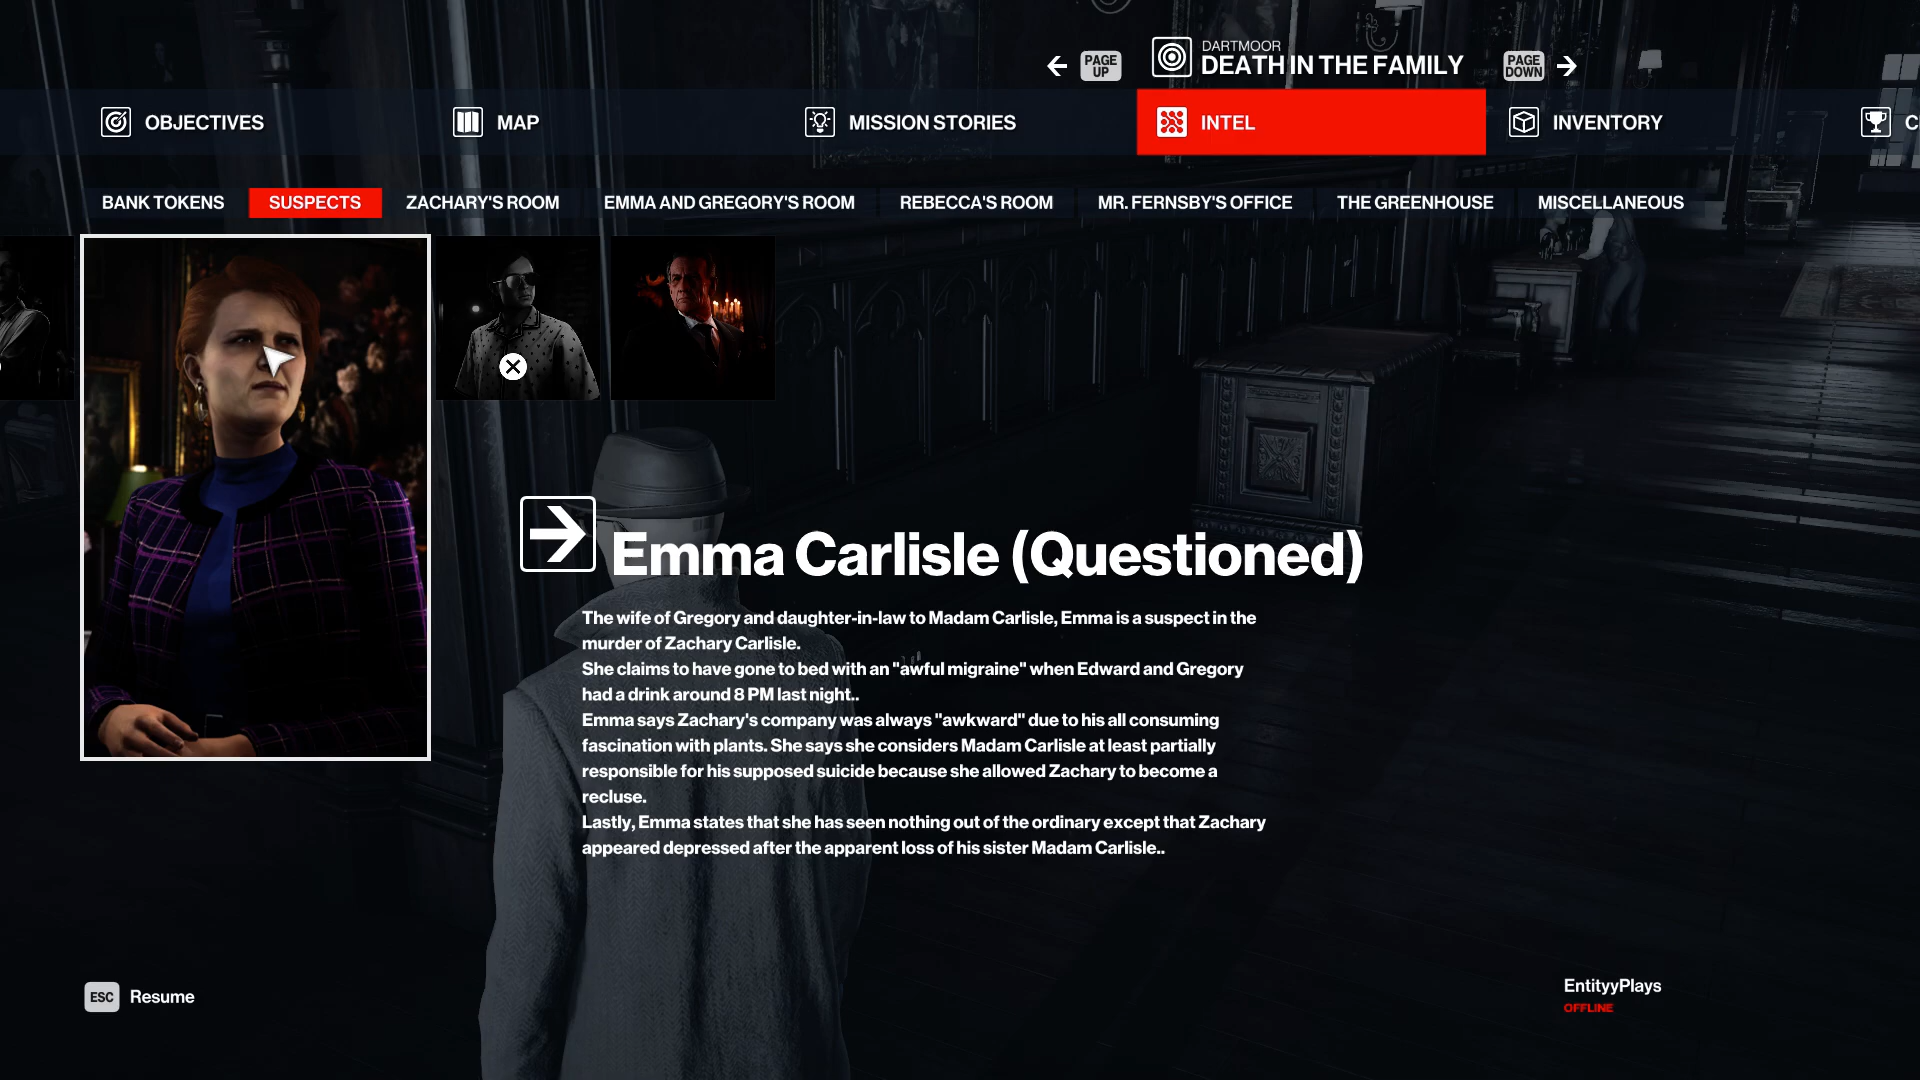 PAGE UP
DARTMOOR
DEATH IN THE FAMILY
PAGE DOWN
OBJECTIVES
MAP
MISSION STORIES
INTEL
INVENTORY
BANK TOKENS
SUSPECTS
ZACHARY'S ROOM
EMMA AND GREGORY'S ROOM
REBECCA'S ROOM
MR. FERNSBY'S OFFICE
THE GREENHOUSE
MISCELLANEOUS
Emma Carlisle (Questioned)
The wife of Gregory and daughter-in-law to Madam Carlisle, Emma is a suspect in the
murder of Zachary Carlisle.
She claims to have gone to bed with an "awful migraine" when Edward and Gregory
had a drink around 8 PM last night..
Emma says Zachary's company was always "awkward" due to his all consuming
fascination with plants. She says she considers Madam Carlisle at least partially
responsible for his supposed suicide because she allowed Zachary to become a
recluse.
Lastly, Emma states that she has seen nothing out of the ordinary except that Zachary
appeared depressed after the apparent loss of his sister Madam Carlisle..
ESC Resume
EntityyPlays
OFFLINE